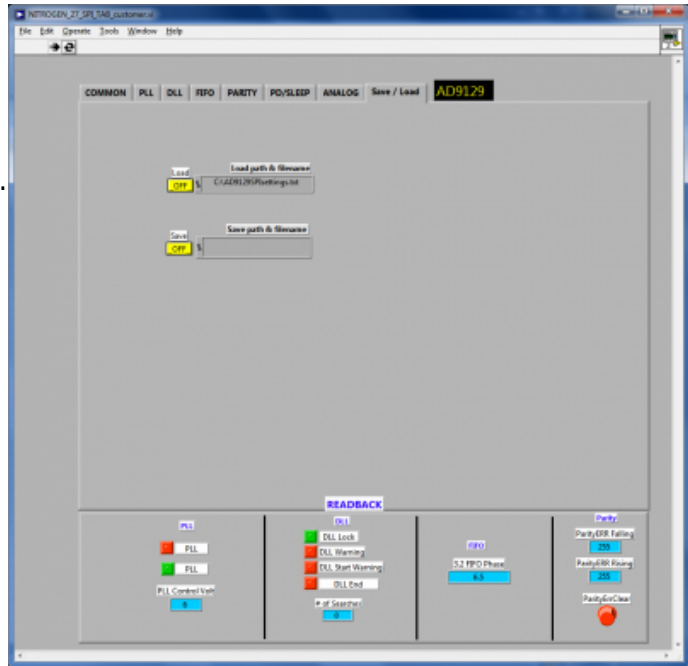 NITROGEN_27_SPI_TAB_customer.vi
File Edit Operate Tools Window Help
COMMON PLL DLL FIFO PARITY PD/SLEEP ANALOG Save / Load AD9129
Load Load path & filename
OFF C:\AD9129SPIsettings.txt
Save Save path & filename
OFF
READBACK
PLL
PLL
PLL
PLL Control Volt
6
DLL
DLL Lock
DLL Warning
DLL Start Warning
DLL End
# of Searches
0
FIFO
3.2 FIFO Phase
6.5
Parity
ParityERR Falling
255
ParityERR Rising
255
ParityErrClear